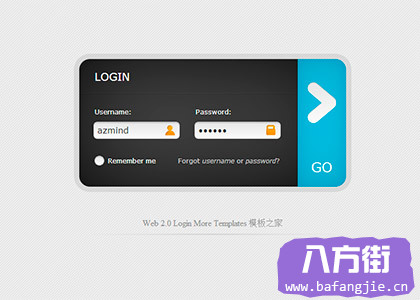 LOGIN
Username: Password:
azmind ••••••
Remember me Forgot username or password?
GO
Web 2.0 Login More Templates 模板之家
八方街
www.bafangjie.cn